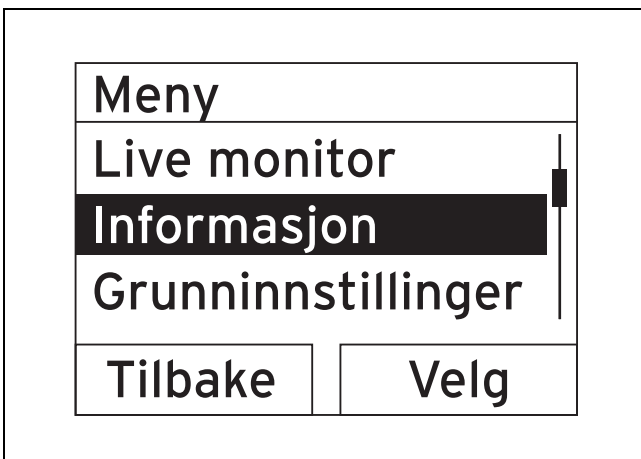 Meny
Live monitor
Informasjon
Grunninnstillinger
Tilbake
Velg